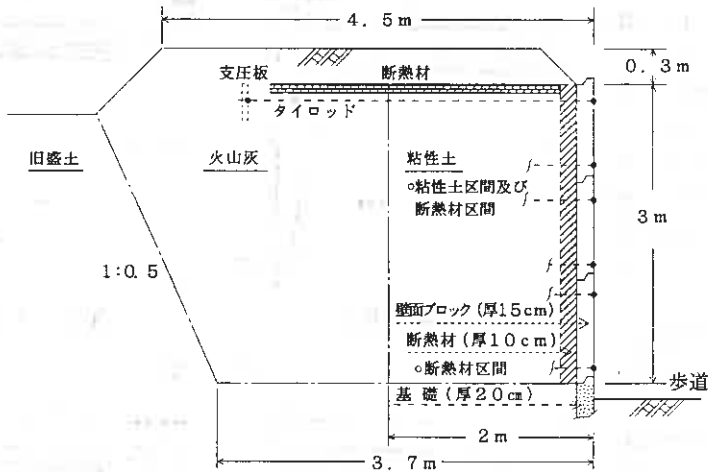 4.5m
0.3m
支圧板
断熱材
タイロッド
旧盛土
火山灰
粘性土
○粘性土区間及び
断熱材区間
3m
1:0.5
壁面ブロック(厚15cm)
断熱材(厚10cm)
○断熱材区間
歩道
基礎(厚20cm)
2m
3.7m